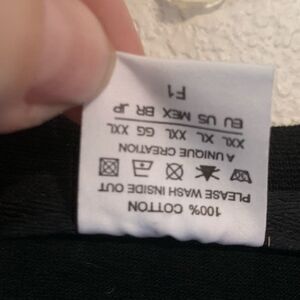 100% COTTON
PLEASE WASH INSIDE OUT
A UNIQUE CREATION
XXL XL XXL GG XXL
EU US MEX BR JP
F1